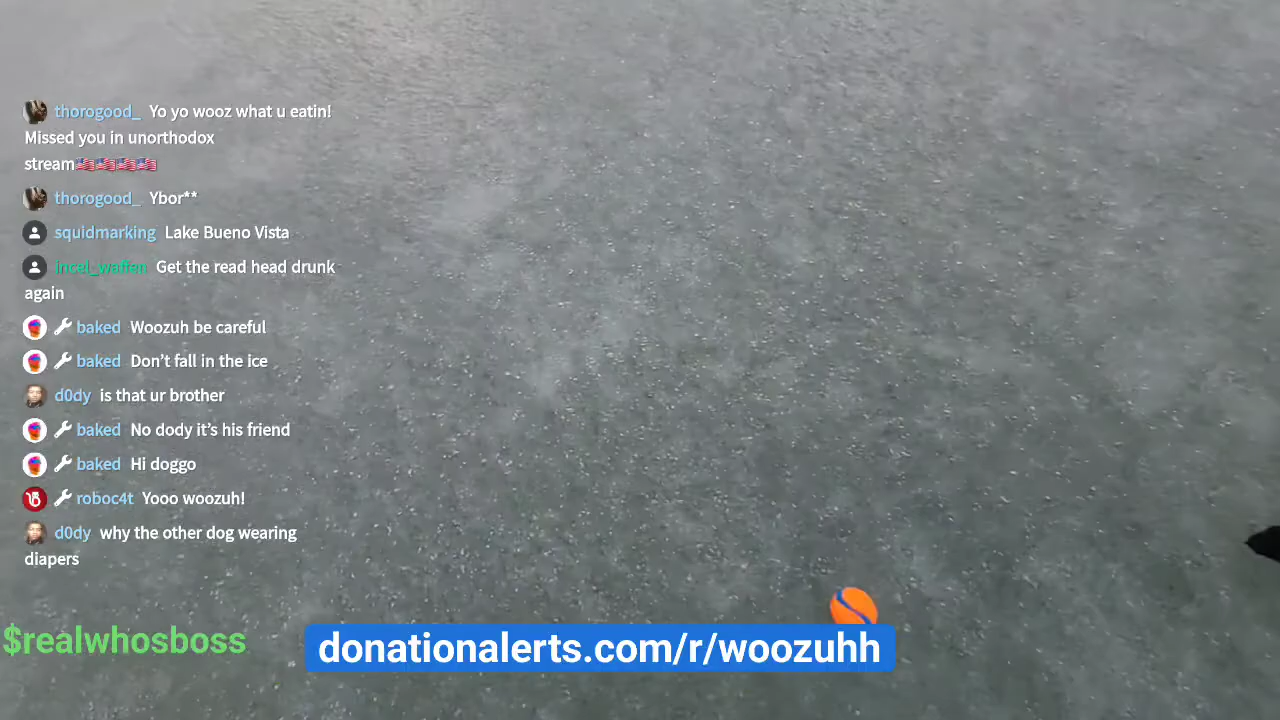 thorogood_ Yo yo wooz what u eatin!
Missed you in unorthodox
stream🇺🇸🇺🇸🇺🇸🇺🇸
thorogood_ Ybor**
squidmarking Lake Bueno Vista
incel_waffen Get the read head drunk
again
baked Woozuh be careful
baked Don’t fall in the ice
d0dy is that ur brother
baked No dody it’s his friend
baked Hi doggo
roboc4t Yooo woozuh!
d0dy why the other dog wearing
diapers
$realwhosboss
donationalerts.com/r/woozuhh